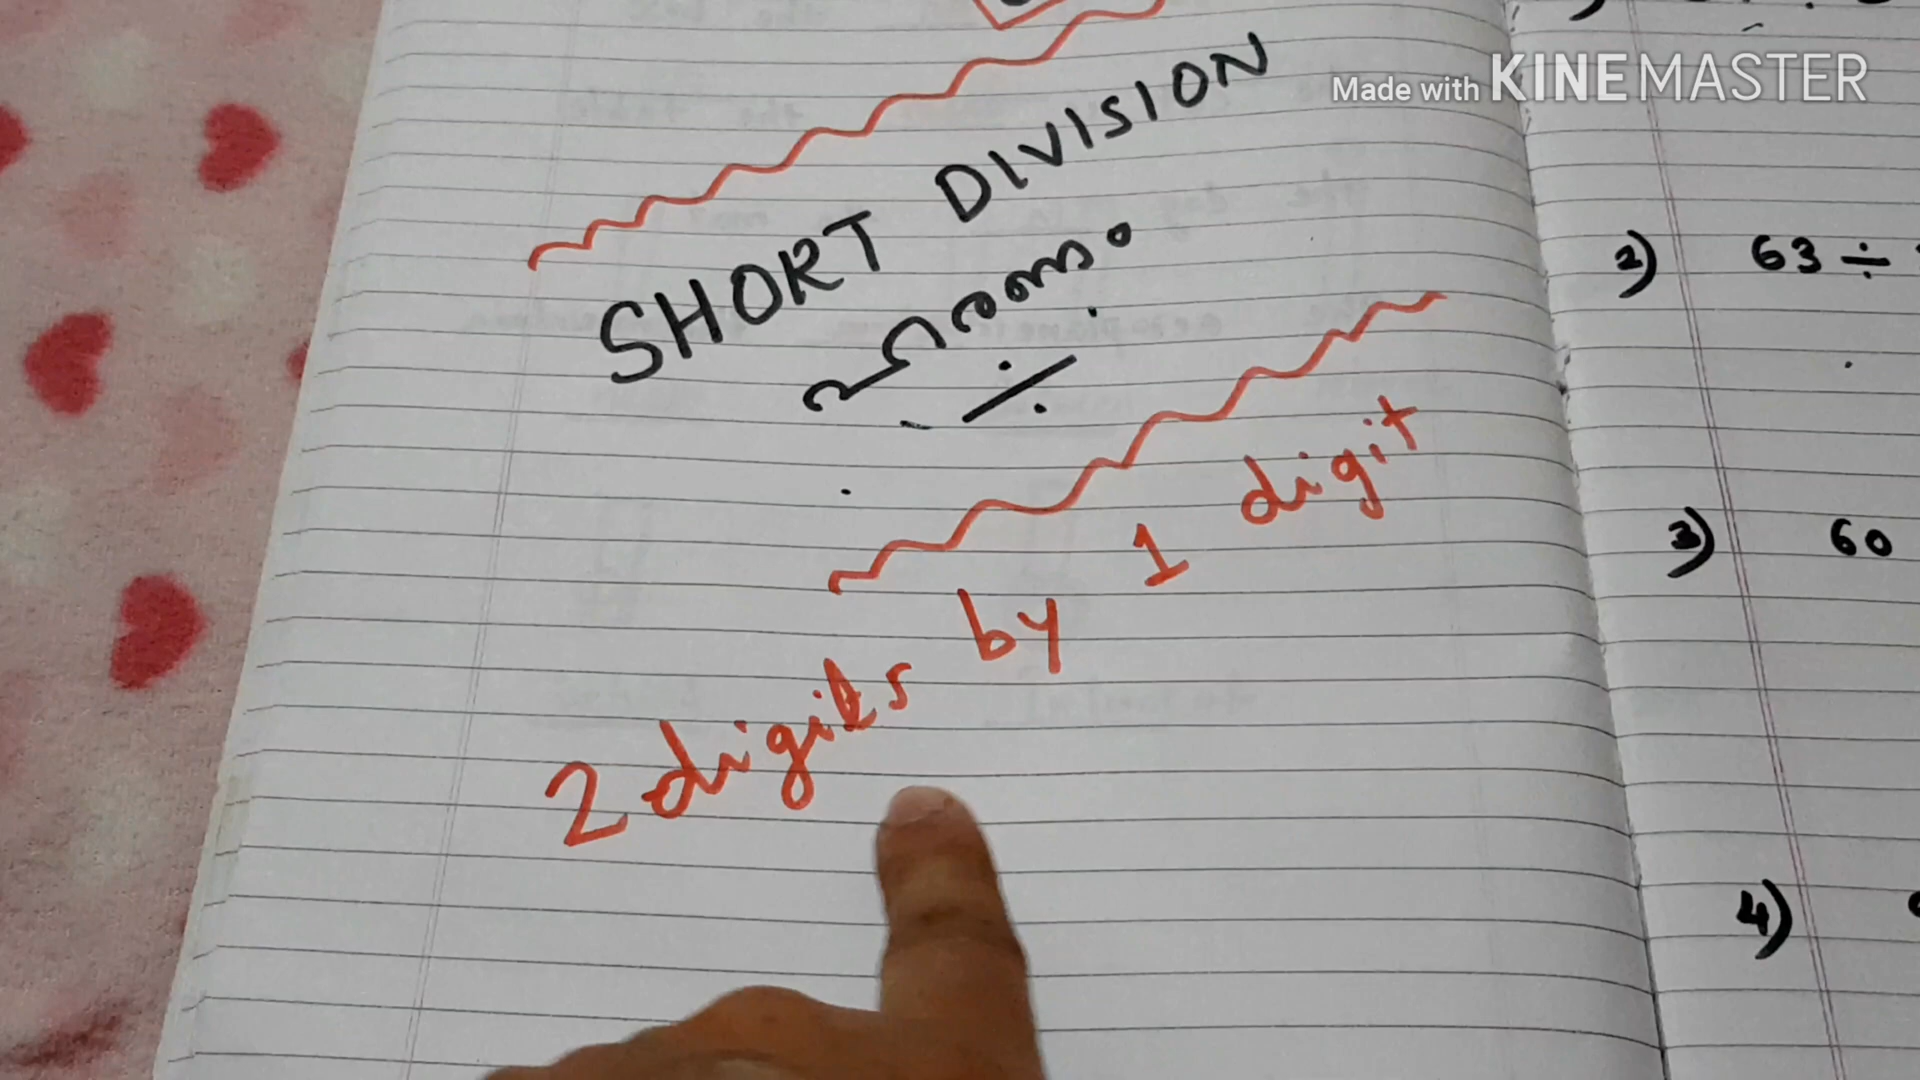 Made with KINEMASTER
SHORT DIVISION
ഹരണം
÷
2 digits by 1 digit
2) 63 ÷
3) 60
4)